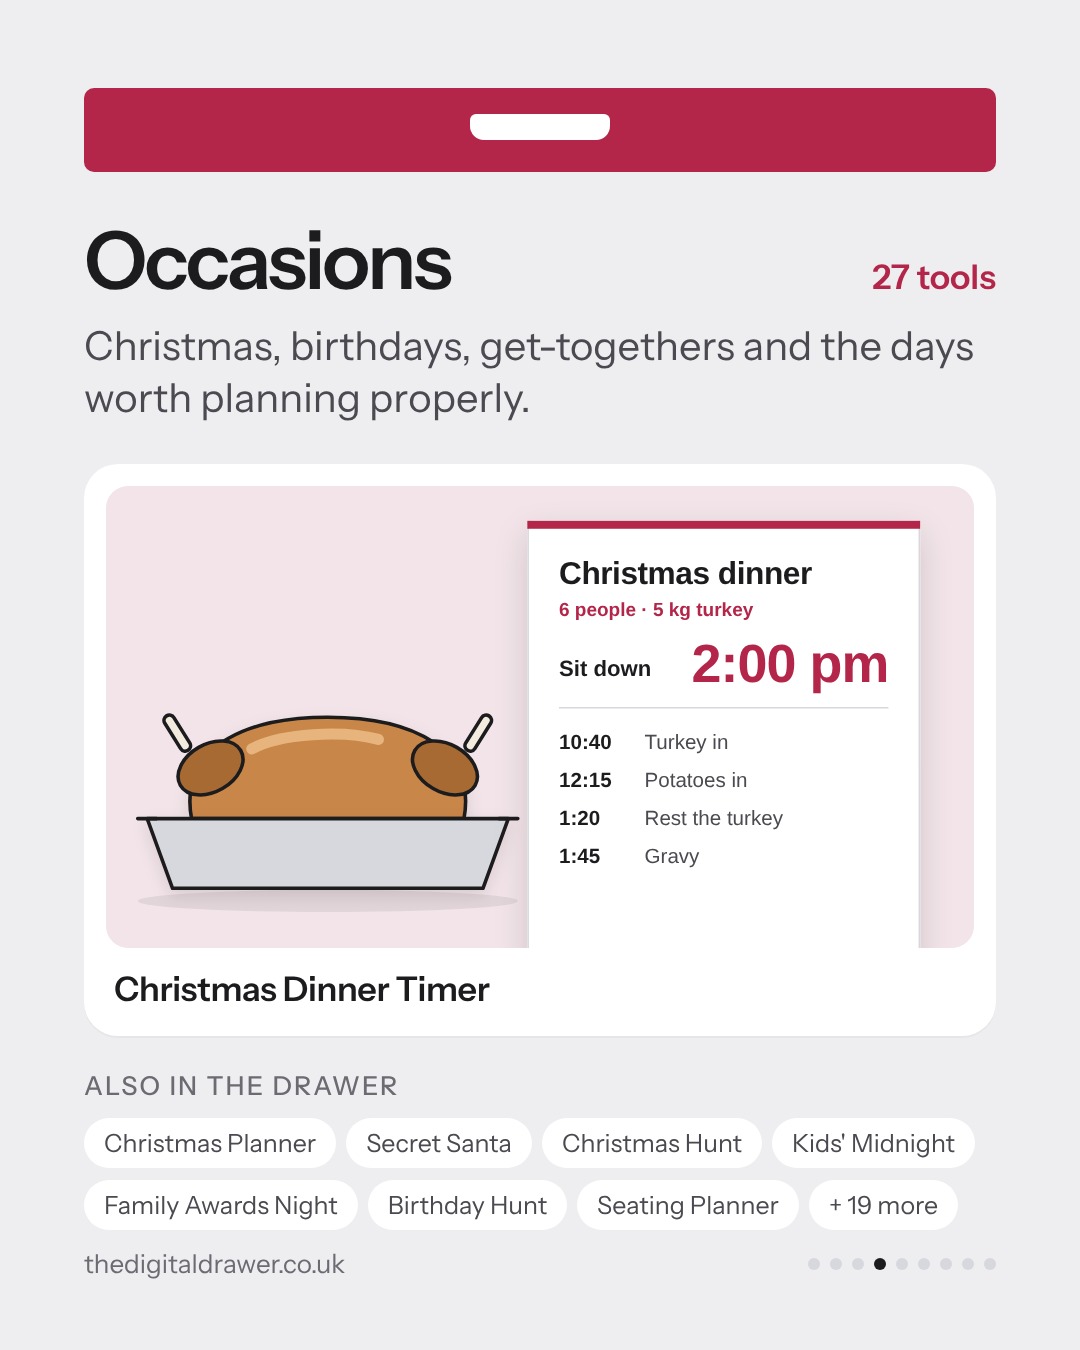 Occasions
27 tools
Christmas, birthdays, get-togethers and the days
worth planning properly.
Christmas dinner
6 people · 5 kg turkey
Sit down 2:00 pm
10:40 Turkey in
12:15 Potatoes in
1:20 Rest the turkey
1:45 Gravy
Christmas Dinner Timer
ALSO IN THE DRAWER
Christmas Planner Secret Santa Christmas Hunt Kids' Midnight
Family Awards Night Birthday Hunt Seating Planner + 19 more
thedigitaldrawer.co.uk